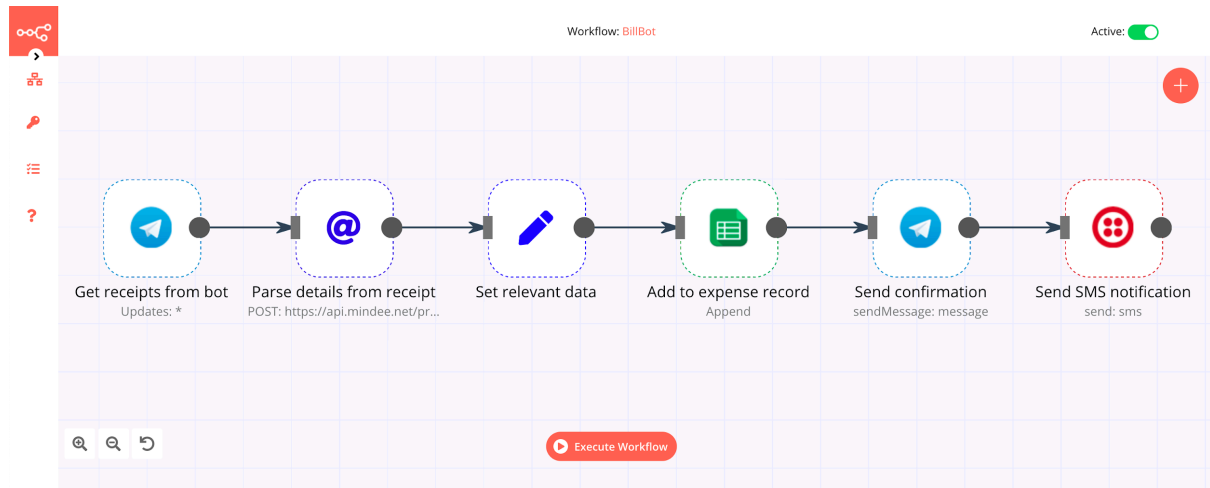 Workflow: BillBot
Active:
Get receipts from bot
Updates: *
Parse details from receipt
POST: https://api.mindee.net/pr...
Set relevant data
Add to expense record
Append
Send confirmation
sendMessage: message
Send SMS notification
send: sms
Execute Workflow